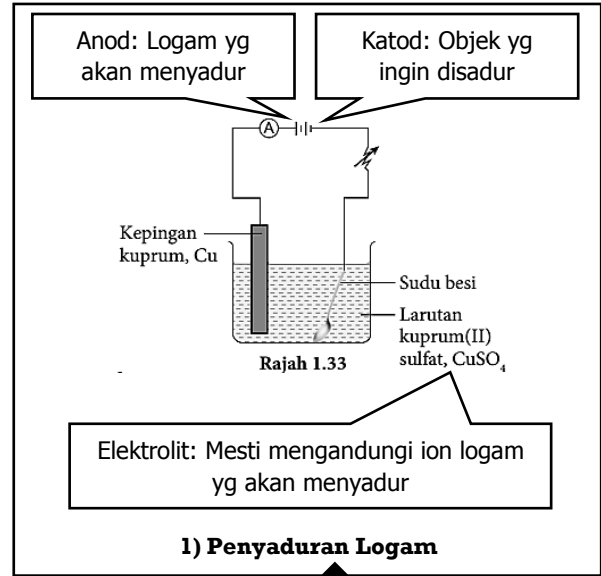 Anod: Logam yg
akan menyadur
Katod: Objek yg
ingin disadur
A
Kepingan
kuprum, Cu
Sudu besi
Larutan
kuprum(II)
sulfat, CuSO₄
Rajah 1.33
Elektrolit: Mesti mengandungi ion logam
yg akan menyadur
1) Penyaduran Logam